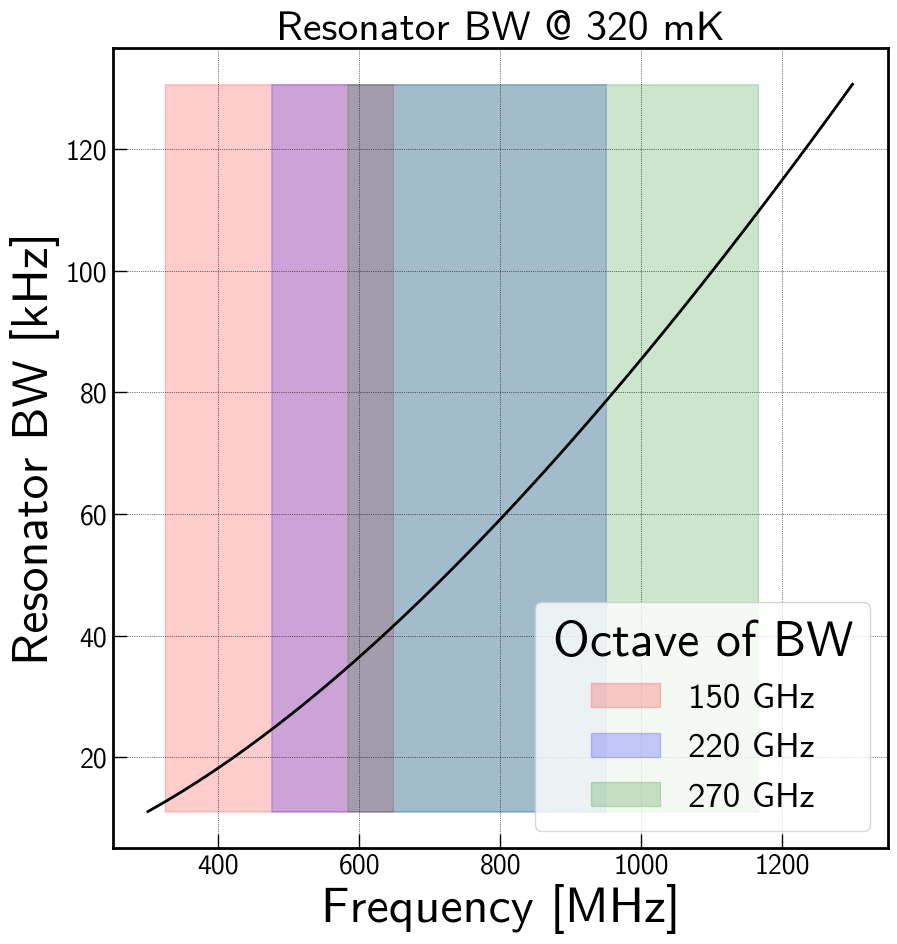 Resonator BW @ 320 mK
Resonator BW [kHz]
120
100
80
60
40
20
Octave of BW
150 GHz
220 GHz
270 GHz
400 600 800 1000 1200
Frequency [MHz]